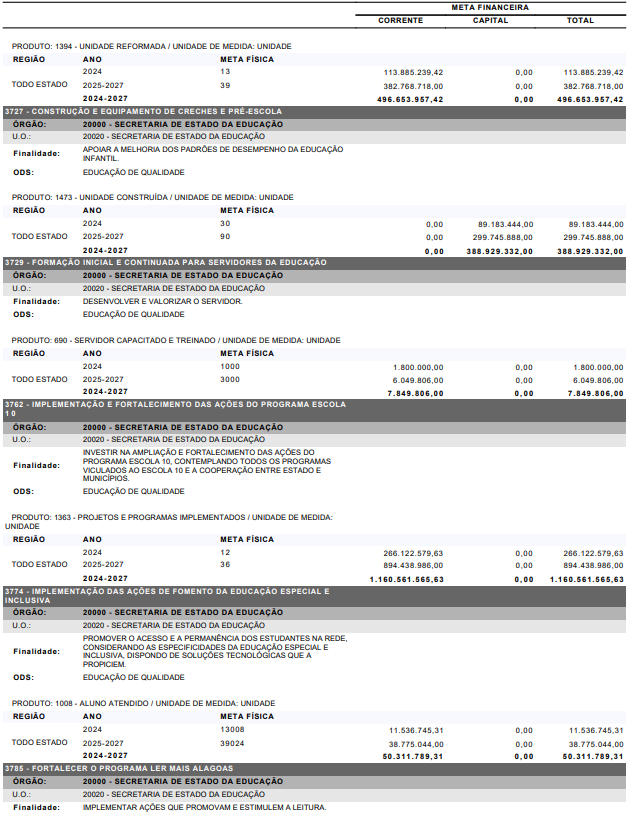 META FINANCEIRA
CORRENTE CAPITAL TOTAL
PRODUTO: 1394 - UNIDADE REFORMADA / UNIDADE DE MEDIDA: UNIDADE
REGIÃO ANO META FÍSICA
2024 13 113.885.239,42 0,00 113.885.239,42
TODO ESTADO 2025-2027 39 382.768.718,00 0,00 382.768.718,00
2024-2027 496.653.957,42 0,00 496.653.957,42
3727 - CONSTRUÇÃO E EQUIPAMENTO DE CRECHES E PRÉ-ESCOLA
ÓRGÃO: 20000 - SECRETARIA DE ESTADO DA EDUCAÇÃO
U.O.: 20020 - SECRETARIA DE ESTADO DA EDUCAÇÃO
Finalidade: APOIAR A MELHORIA DOS PADRÕES DE DESEMPENHO DA EDUCAÇÃO
INFANTIL.
ODS: EDUCAÇÃO DE QUALIDADE
PRODUTO: 1473 - UNIDADE CONSTRUÍDA / UNIDADE DE MEDIDA: UNIDADE
REGIÃO ANO META FÍSICA
2024 30 0,00 89.183.444,00 89.183.444,00
TODO ESTADO 2025-2027 90 0,00 299.745.888,00 299.745.888,00
2024-2027 0,00 388.929.332,00 388.929.332,00
3729 - FORMAÇÃO INICIAL E CONTINUADA PARA SERVIDORES DA EDUCAÇÃO
ÓRGÃO: 20000 - SECRETARIA DE ESTADO DA EDUCAÇÃO
U.O.: 20020 - SECRETARIA DE ESTADO DA EDUCAÇÃO
Finalidade: DESENVOLVER E VALORIZAR O SERVIDOR.
ODS: EDUCAÇÃO DE QUALIDADE
PRODUTO: 690 - SERVIDOR CAPACITADO E TREINADO / UNIDADE DE MEDIDA: UNIDADE
REGIÃO ANO META FÍSICA
2024 1000 1.800.000,00 0,00 1.800.000,00
TODO ESTADO 2025-2027 3000 6.049.806,00 0,00 6.049.806,00
2024-2027 7.849.806,00 0,00 7.849.806,00
3762 - IMPLEMENTAÇÃO E FORTALECIMENTO DAS AÇÕES DO PROGRAMA ESCOLA
10
ÓRGÃO: 20000 - SECRETARIA DE ESTADO DA EDUCAÇÃO
U.O.: 20020 - SECRETARIA DE ESTADO DA EDUCAÇÃO
INVESTIR NA AMPLIAÇÃO E FORTALECIMENTO DAS AÇÕES DO
Finalidade: PROGRAMA ESCOLA 10, CONTEMPLANDO TODOS OS PROGRAMAS
VICULADOS AO ESCOLA 10 E A COOPERAÇÃO ENTRE ESTADO E
MUNICÍPIOS.
ODS: EDUCAÇÃO DE QUALIDADE
PRODUTO: 1363 - PROJETOS E PROGRAMAS IMPLEMENTADOS / UNIDADE DE MEDIDA:
UNIDADE
REGIÃO ANO META FÍSICA
2024 12 266.122.579,63 0,00 266.122.579,63
TODO ESTADO 2025-2027 36 894.438.986,00 0,00 894.438.986,00
2024-2027 1.160.561.565,63 0,00 1.160.561.565,63
3774 - IMPLEMENTAÇÃO DAS AÇÕES DE FOMENTO DA EDUCAÇÃO ESPECIAL E
INCLUSIVA
ÓRGÃO: 20000 - SECRETARIA DE ESTADO DA EDUCAÇÃO
U.O.: 20020 - SECRETARIA DE ESTADO DA EDUCAÇÃO
PROMOVER O ACESSO E A PERMANÊNCIA DOS ESTUDANTES NA REDE,
Finalidade: CONSIDERANDO AS ESPECIFICIDADES DA EDUCAÇÃO ESPECIAL E
INCLUSIVA, DISPONDO DE SOLUÇÕES TECNOLÓGICAS QUE A
PROPICIEM.
ODS: EDUCAÇÃO DE QUALIDADE
PRODUTO: 1008 - ALUNO ATENDIDO / UNIDADE DE MEDIDA: UNIDADE
REGIÃO ANO META FÍSICA
2024 13008 11.536.745,31 0,00 11.536.745,31
TODO ESTADO 2025-2027 39024 38.775.044,00 0,00 38.775.044,00
2024-2027 50.311.789,31 0,00 50.311.789,31
3785 - FORTALECER O PROGRAMA LER MAIS ALAGOAS
ÓRGÃO: 20000 - SECRETARIA DE ESTADO DA EDUCAÇÃO
U.O.: 20020 - SECRETARIA DE ESTADO DA EDUCAÇÃO
Finalidade: IMPLEMENTAR AÇÕES QUE PROMOVAM E ESTIMULEM A LEITURA.